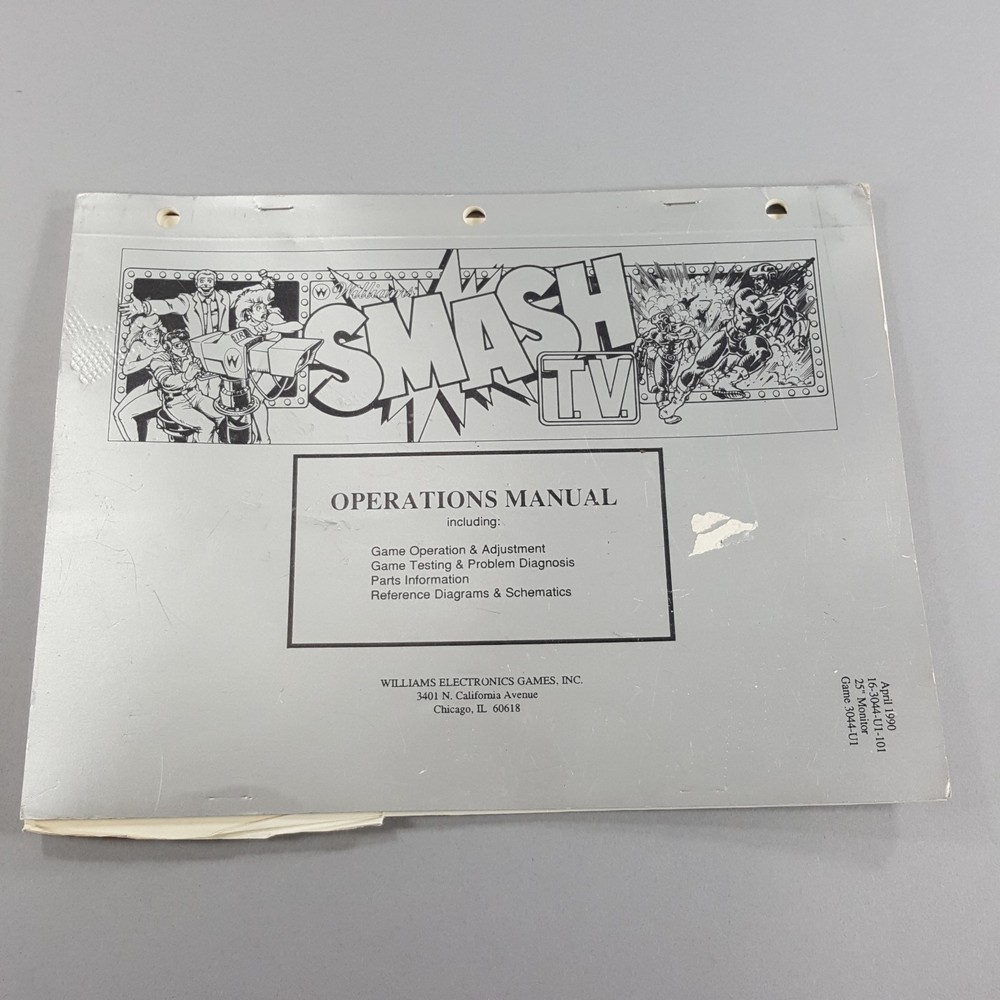 W Williams
SMASH
T.V.
W
OPERATIONS MANUAL
including:
Game Operation & Adjustment
Game Testing & Problem Diagnosis
Parts Information
Reference Diagrams & Schematics
WILLIAMS ELECTRONICS GAMES, INC.
3401 N. California Avenue
Chicago, IL 60618
April 1990
16-3044-U1-101
25" Monitor
Game 3044-U1